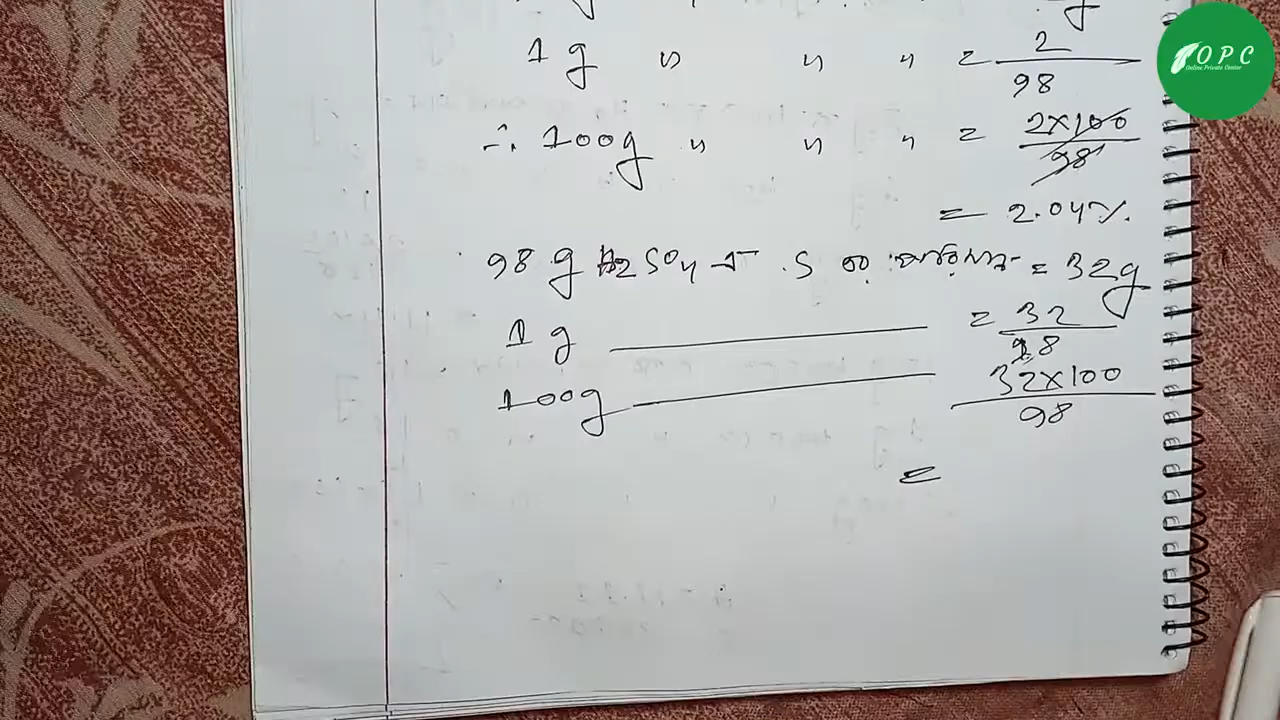 1 g " " " = 2/98
∴ 100g " " " = 2×100/98
= 2.04%
98 g H2SO4 এ S এর পরিমাণ = 32g
1 g = 32/98
100g 32×100/98
=
OPC
Online Private Center